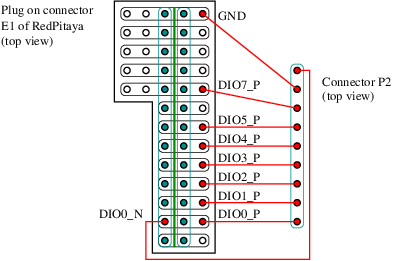 Plug on connector
E1 of RedPitaya
(top view)
GND
DIO7_P
Connector P2
(top view)
DIO5_P
DIO4_P
DIO3_P
DIO2_P
DIO1_P
DIO0_N
DIO0_P